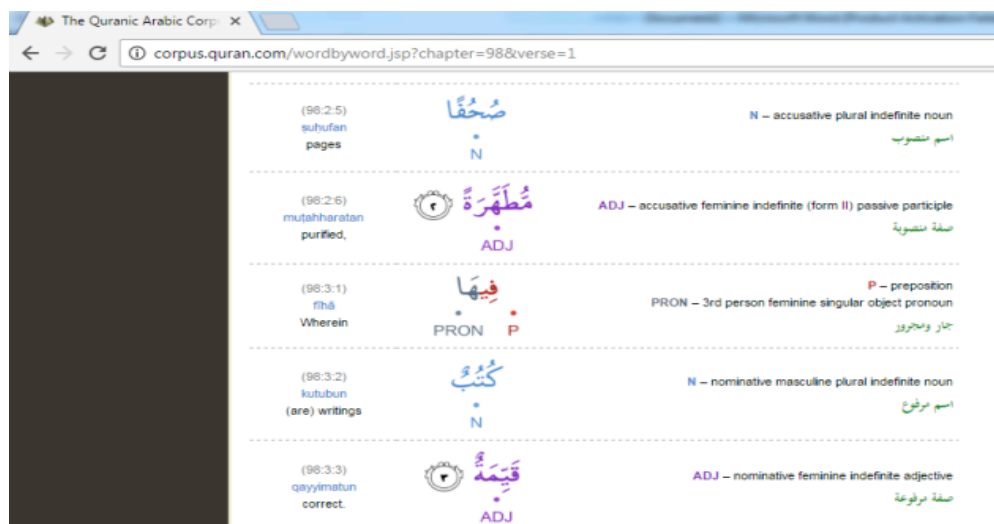 The Quranic Arabic Corp
corpus.quran.com/wordbyword.jsp?chapter=98&verse=1
(98:2:5)
ṣuḥufan
pages
صُحُفًا
N
N – accusative plural indefinite noun
اسم منصوب
(98:2:6)
muṭahharatan
purified,
مُّطَهَّرَةً ٢
ADJ
ADJ – accusative feminine indefinite (form II) passive participle
صفة منصوبة
(98:3:1)
fīhā
Wherein
فِيهَا
PRON P
P – preposition
PRON – 3rd person feminine singular object pronoun
جار ومجرور
(98:3:2)
kutubun
(are) writings
كُتُبٌ
N
N – nominative masculine plural indefinite noun
اسم مرفوع
(98:3:3)
qayyimatun
correct.
قَيِّمَةٌ ٣
ADJ
ADJ – nominative feminine indefinite adjective
صفة مرفوعة